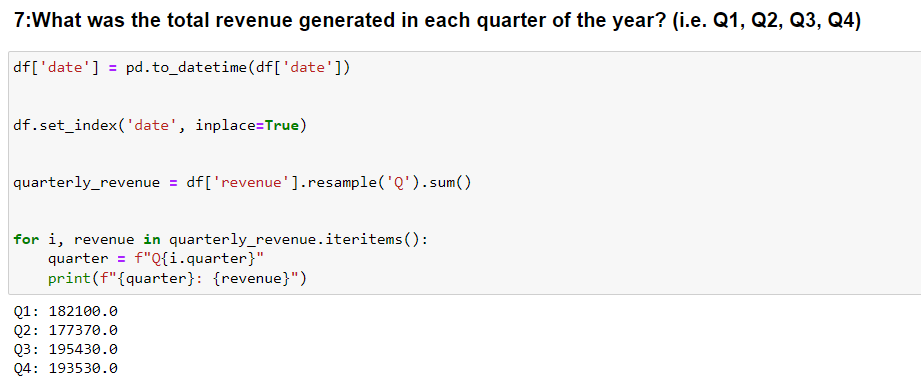 7:What was the total revenue generated in each quarter of the year? (i.e. Q1, Q2, Q3, Q4)
df['date'] = pd.to_datetime(df['date'])
df.set_index('date', inplace=True)
quarterly_revenue = df['revenue'].resample('Q').sum()
for i, revenue in quarterly_revenue.iteritems():
    quarter = f"Q{i.quarter}"
    print(f"{quarter}: {revenue}")
Q1: 182100.0
Q2: 177370.0
Q3: 195430.0
Q4: 193530.0